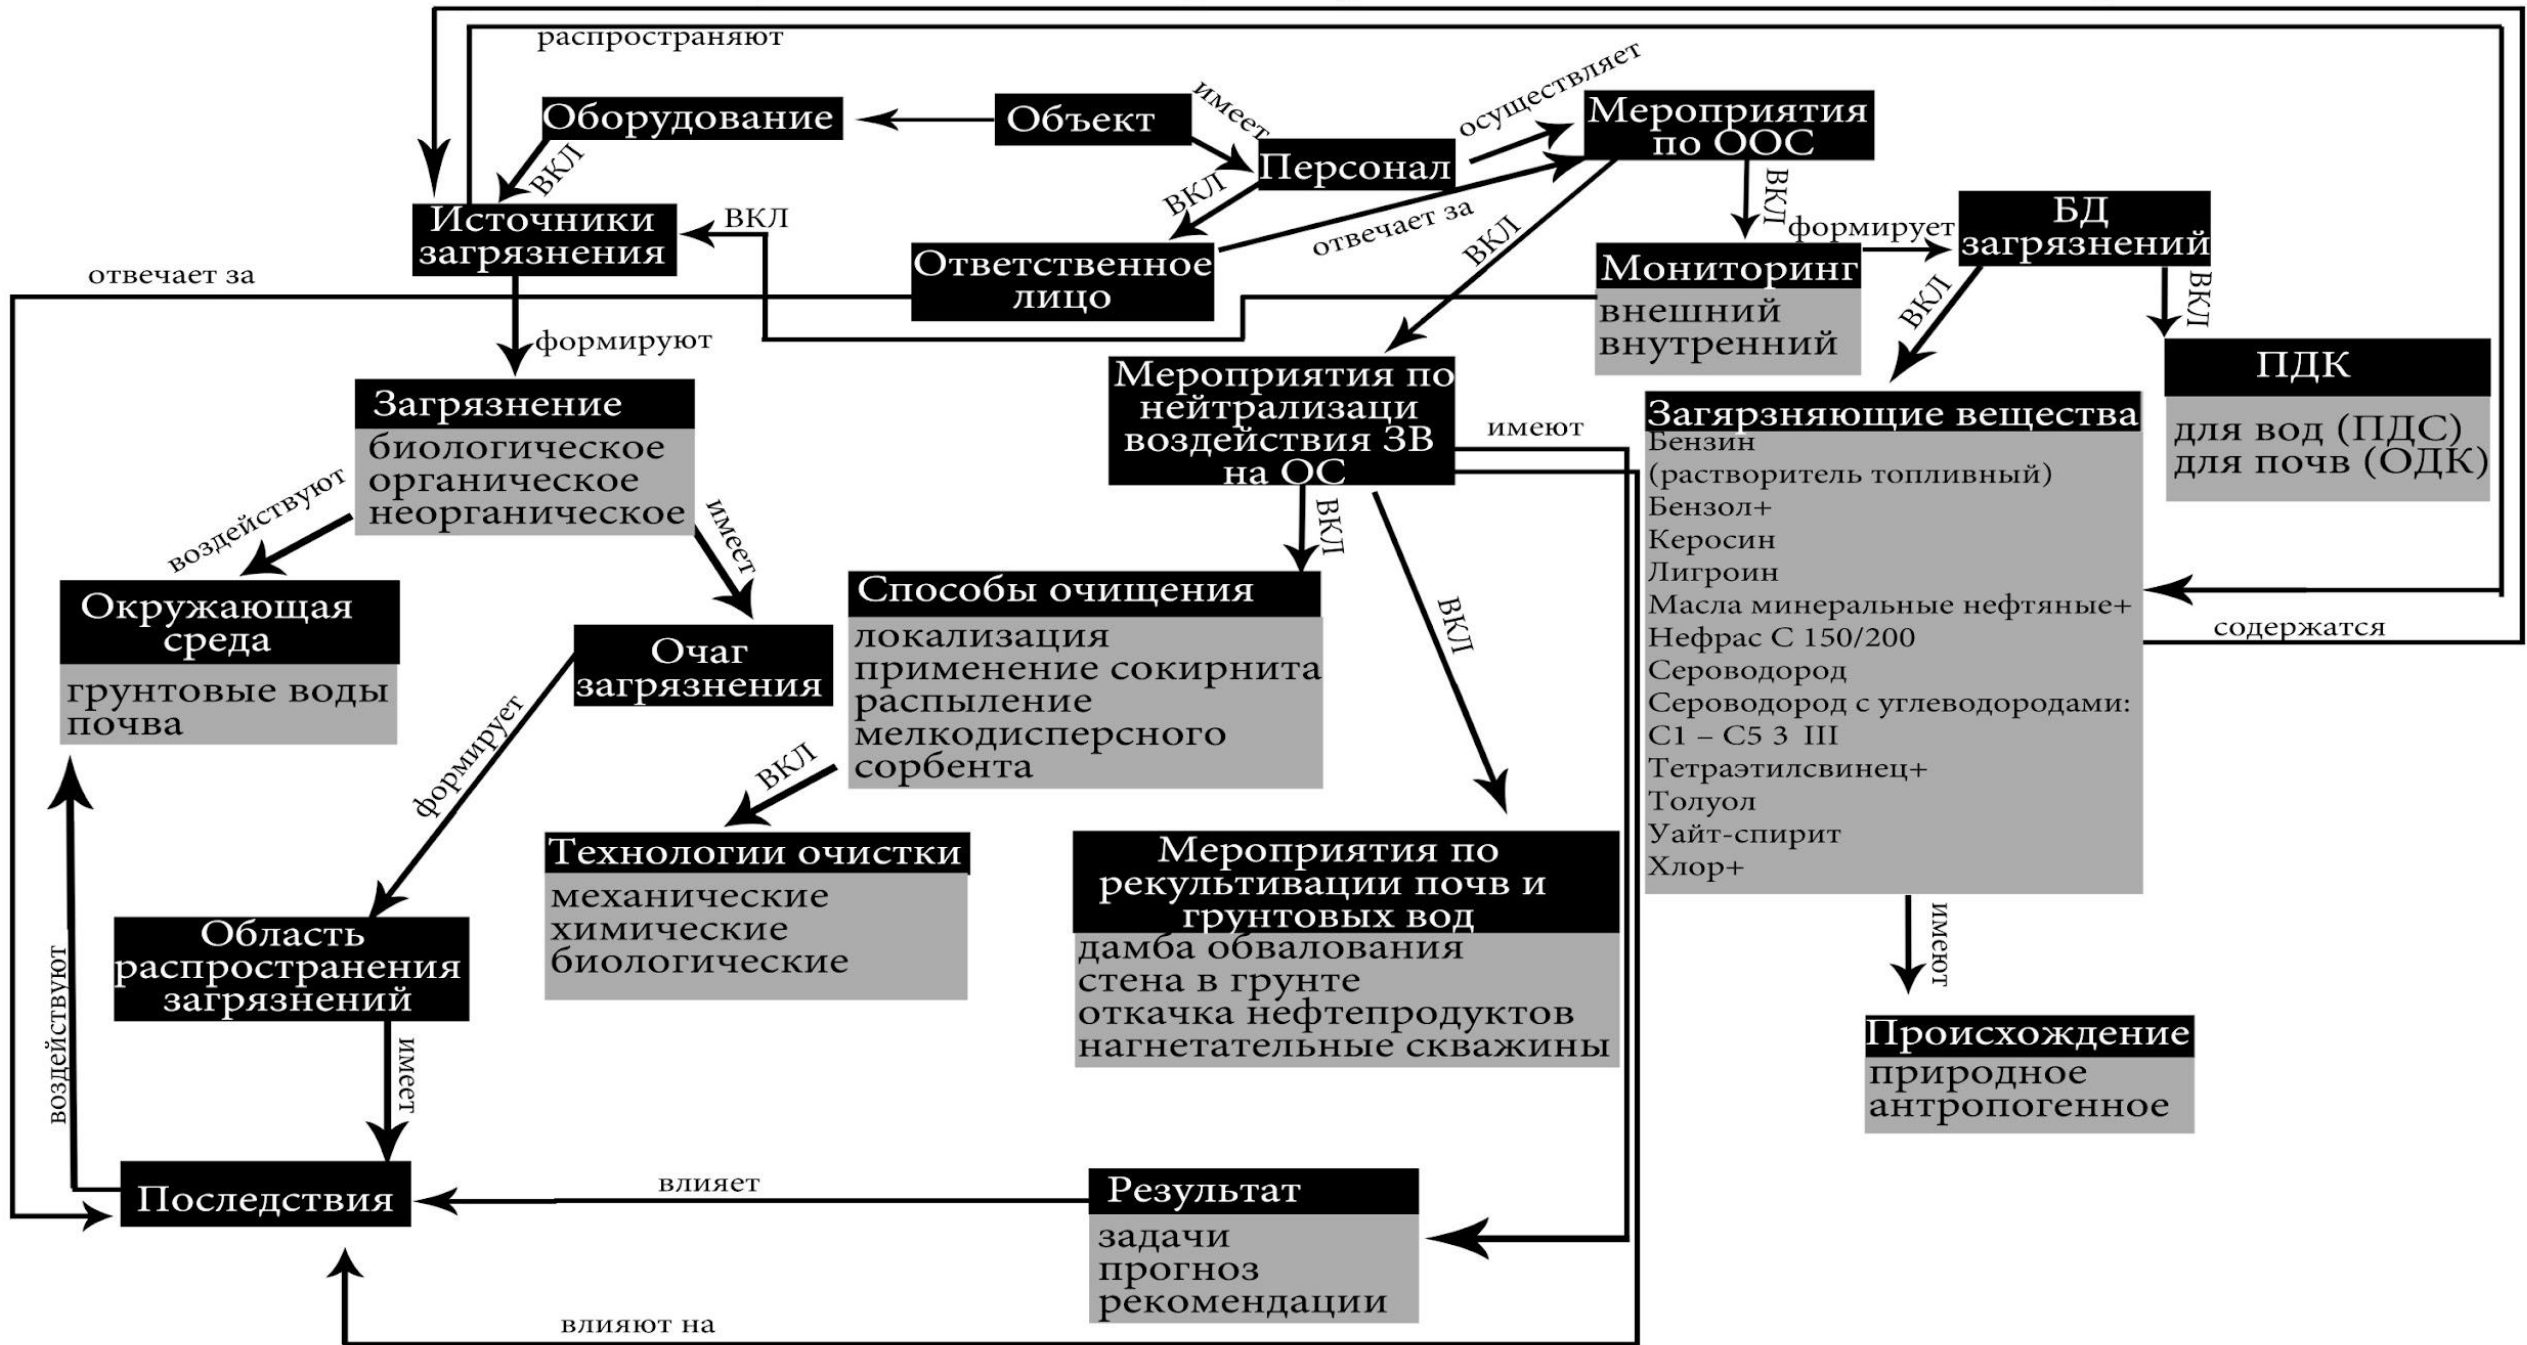 распространяют
Оборудование
Объект
имеет
Персонал
осуществляет
Мероприятия
по ООС
ВКЛ
Источники
загрязнения
ВКЛ
ВКЛ
Ответственное
лицо
отвечает за
отвечает за
ВКЛ
ВКЛ
Мониторинг
внешний
внутренний
формирует
БД
загрязнений
ВКЛ
ВКЛ
ПДК
для вод (ПДС)
для почв (ОДК)
формируют
Загрязнение
биологическое
органическое
неорганическое
воздействуют
имеет
Мероприятия по
нейтрализаци
воздействия ЗВ
на ОС
имеют
ВКЛ
ВКЛ
Загярзняющие вещества
Бензин
(растворитель топливный)
Бензол+
Керосин
Лигроин
Масла минеральные нефтяные+
Нефрас С 150/200
Сероводород
Сероводород с углеводородами:
С1 – С5 3 III
Тетраэтилсвинец+
Толуол
Уайт-спирит
Хлор+
содержатся
Окружающая
среда
грунтовые воды
почва
Очаг
загрязнения
Способы очищения
локализация
применение сокирнита
распыление
мелкодисперсного
сорбента
формирует
ВКЛ
Технологии очистки
механические
химические
биологические
Мероприятия по
рекультивации почв и
грунтовых вод
дамба обвалования
стена в грунте
откачка нефтепродуктов
нагнетательные скважины
имеют
Происхождение
природное
антропогенное
Область
распространения
загрязнений
воздействуют
имеет
Последствия
влияет
Результат
задачи
прогноз
рекомендации
влияют на